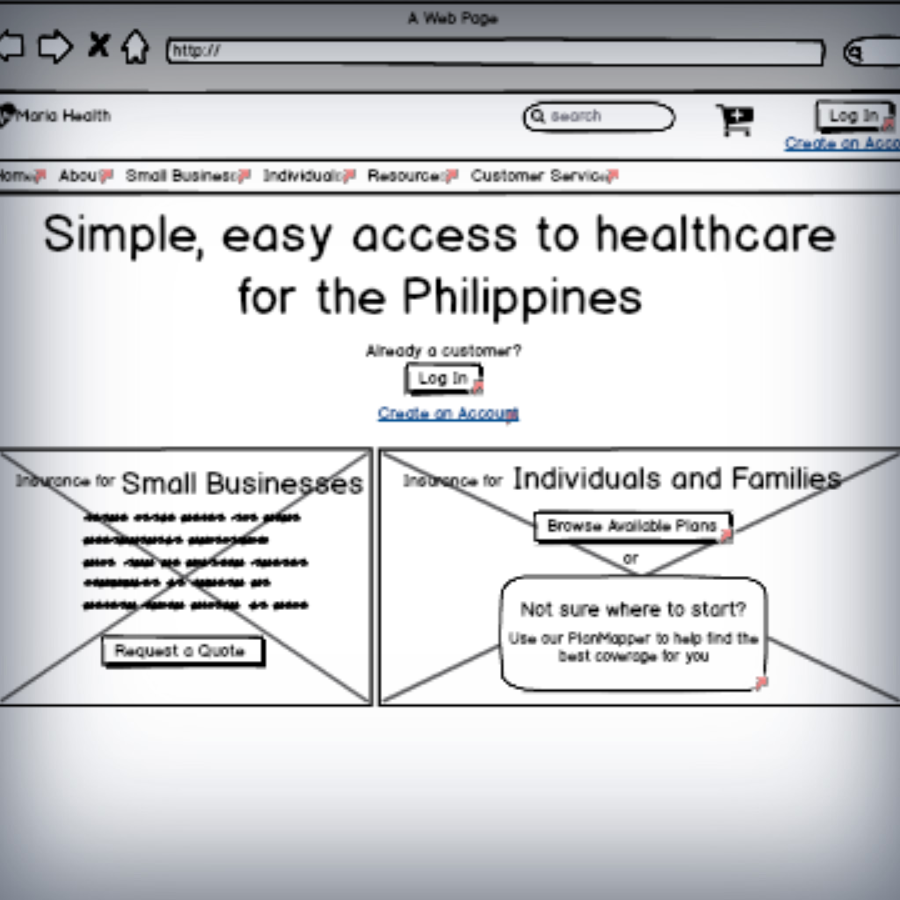 A Web Page
http://
Maria Health
search
Log In
Create an Acco
Home About Small Business Individuals Resources Customer Service
Simple, easy access to healthcare
for the Philippines
Already a customer?
Log In
Create an Account
Insurance for Small Businesses
Request a Quote
Insurance for Individuals and Families
Browse Available Plans
or
Not sure where to start?
Use our PlanMapper to help find the
best coverage for you